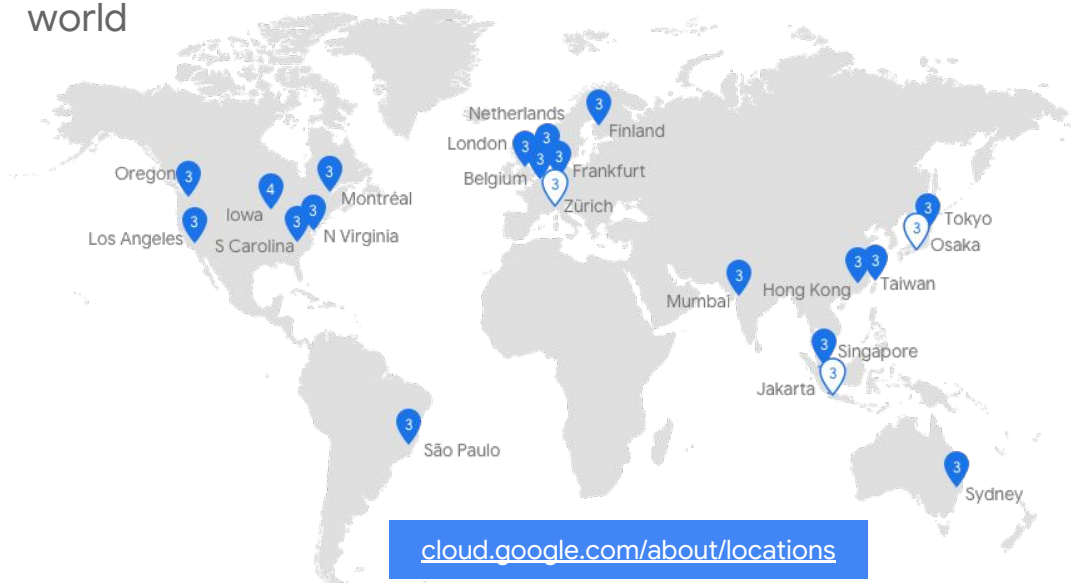 world
3
Netherlands
Finland
3
London
3
3
3
Belgium
Frankfurt
3
Zürich
Oregon
3
4
Iowa
3
Montréal
3
Los Angeles
3
S Carolina
3
N Virginia
3
Tokyo
3
Osaka
3
Mumbai
3
Hong Kong
3
Taiwan
3
Singapore
3
Jakarta
3
São Paulo
3
Sydney
cloud.google.com/about/locations